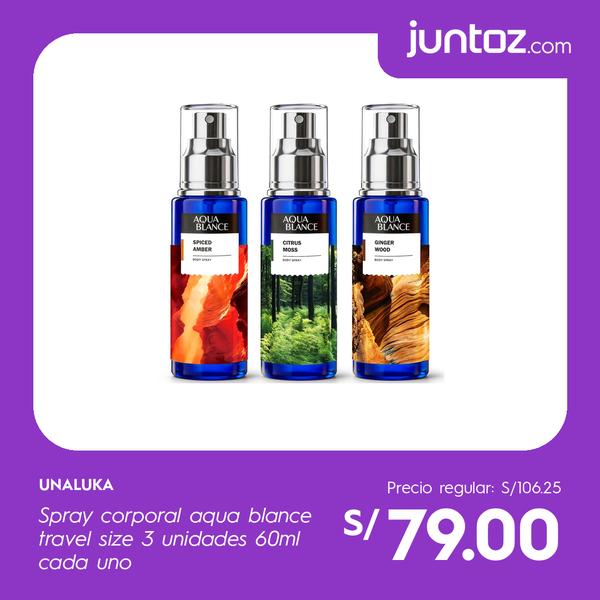 juntoz.com
AQUA
BLANCE
SPICED
AMBER
BODY SPRAY
AQUA
BLANCE
CITRUS
MOSS
BODY SPRAY
AQUA
BLANCE
GINGER
WOOD
BODY SPRAY
UNALUKA
Spray corporal aqua blance
travel size 3 unidades 60ml
cada uno
Precio regular: S/106.25
S/79.00